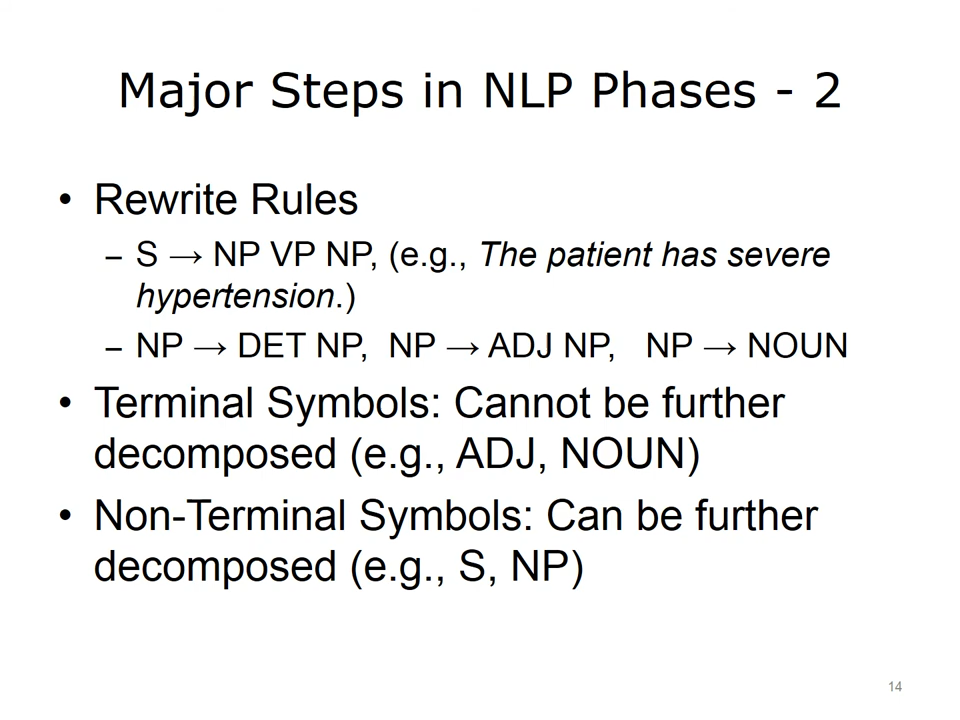 Major Steps in NLP Phases - 2
• Rewrite Rules
– S → NP VP NP, (e.g., The patient has severe
hypertension.)
– NP → DET NP, NP → ADJ NP, NP → NOUN
• Terminal Symbols: Cannot be further
decomposed (e.g., ADJ, NOUN)
• Non-Terminal Symbols: Can be further
decomposed (e.g., S, NP)
14